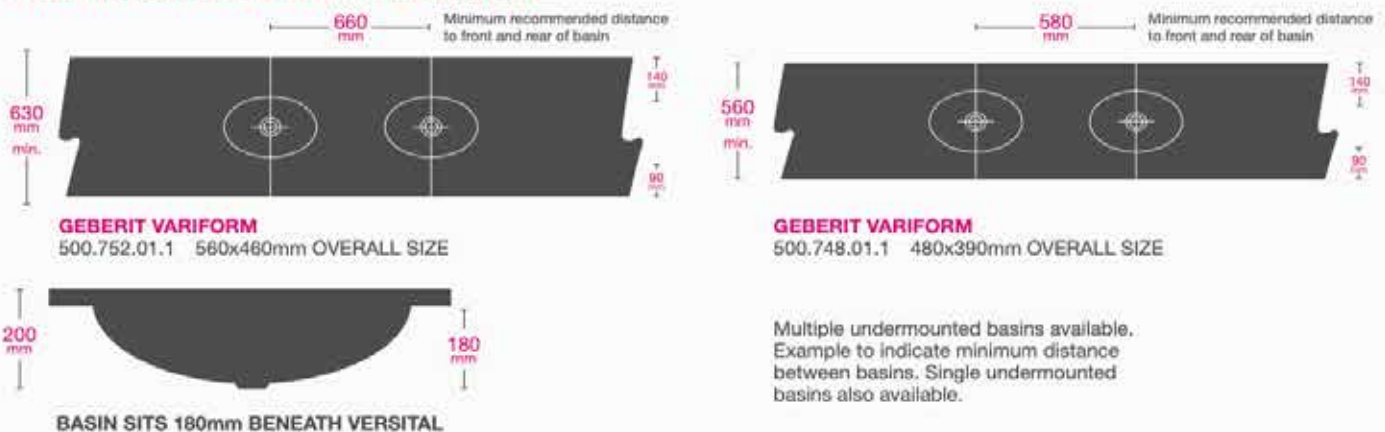 660
mm
Minimum recommended distance
to front and rear of basin
630
mm
min.
140
mm
90
mm
GEBERIT VARIFORM
500.752.01.1 560x460mm OVERALL SIZE
580
mm
Minimum recommended distance
to front and rear of basin
560
mm
min.
140
mm
90
mm
GEBERIT VARIFORM
500.748.01.1 480x390mm OVERALL SIZE
200
mm
180
mm
BASIN SITS 180mm BENEATH VERSITAL
Multiple undermounted basins available.
Example to indicate minimum distance
between basins. Single undermounted
basins also available.